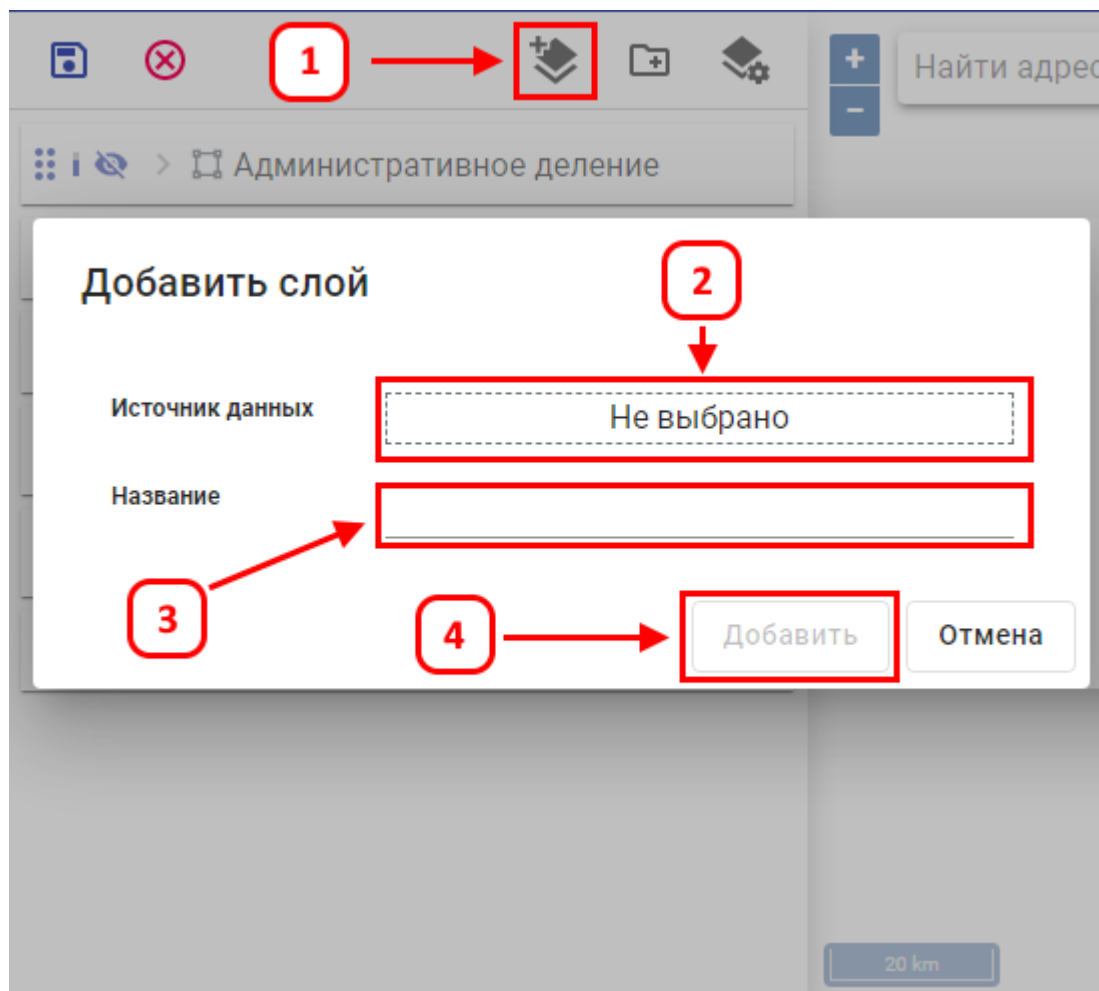 1
+
Найти адрес
−
i > Административное деление
Добавить слой
2
Источник данных
Не выбрано
Название
3
4
Добавить
Отмена
20 km